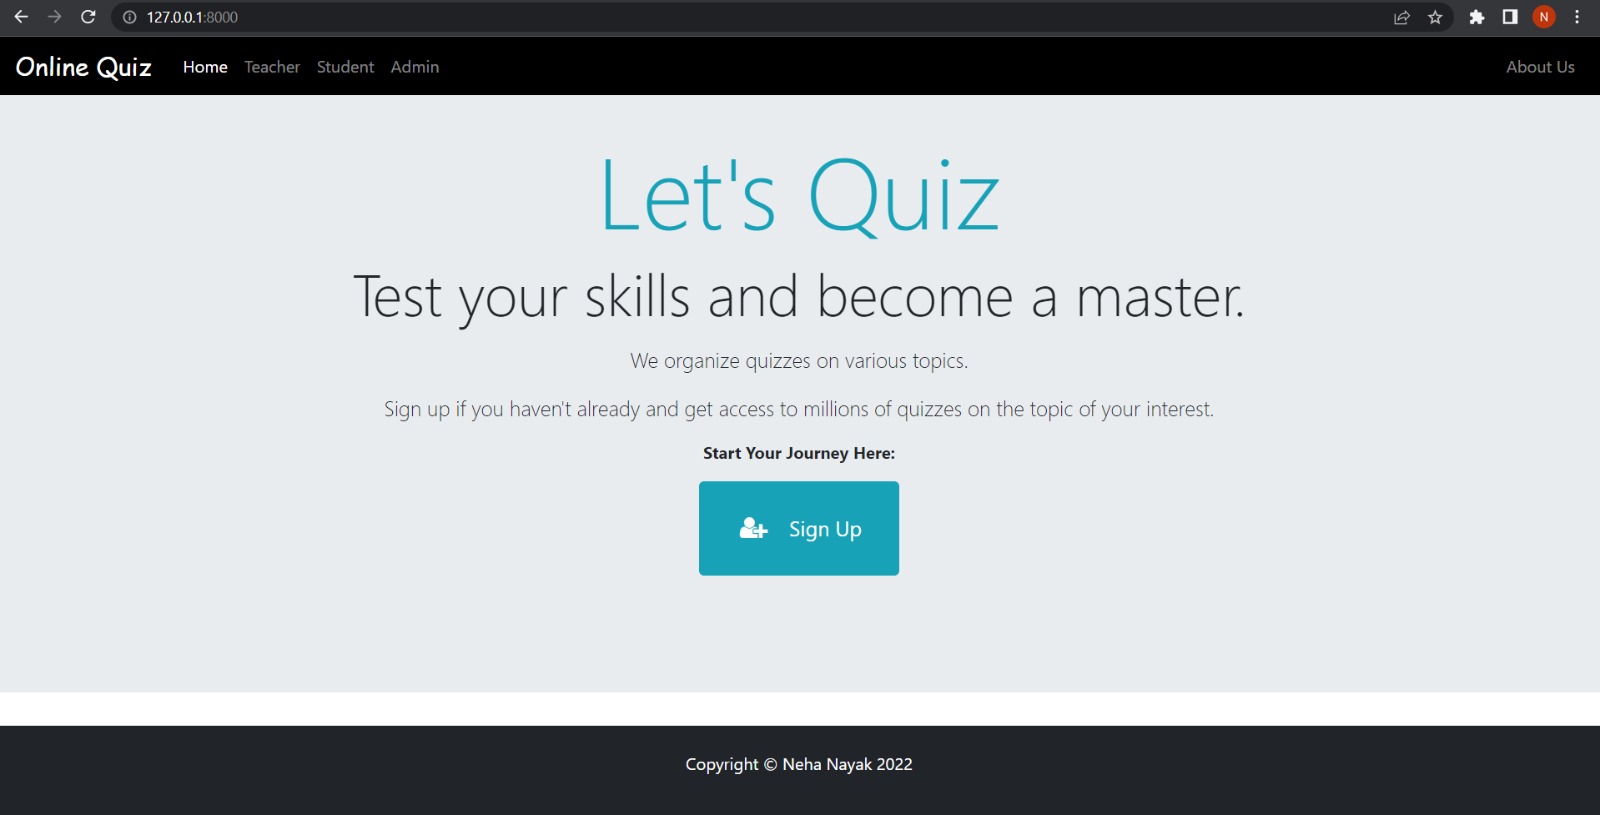 127.0.0.1:8000
N
Online Quiz Home Teacher Student Admin About Us
Let's Quiz
Test your skills and become a master.
We organize quizzes on various topics.
Sign up if you haven't already and get access to millions of quizzes on the topic of your interest.
Start Your Journey Here:
Sign Up
Copyright © Neha Nayak 2022